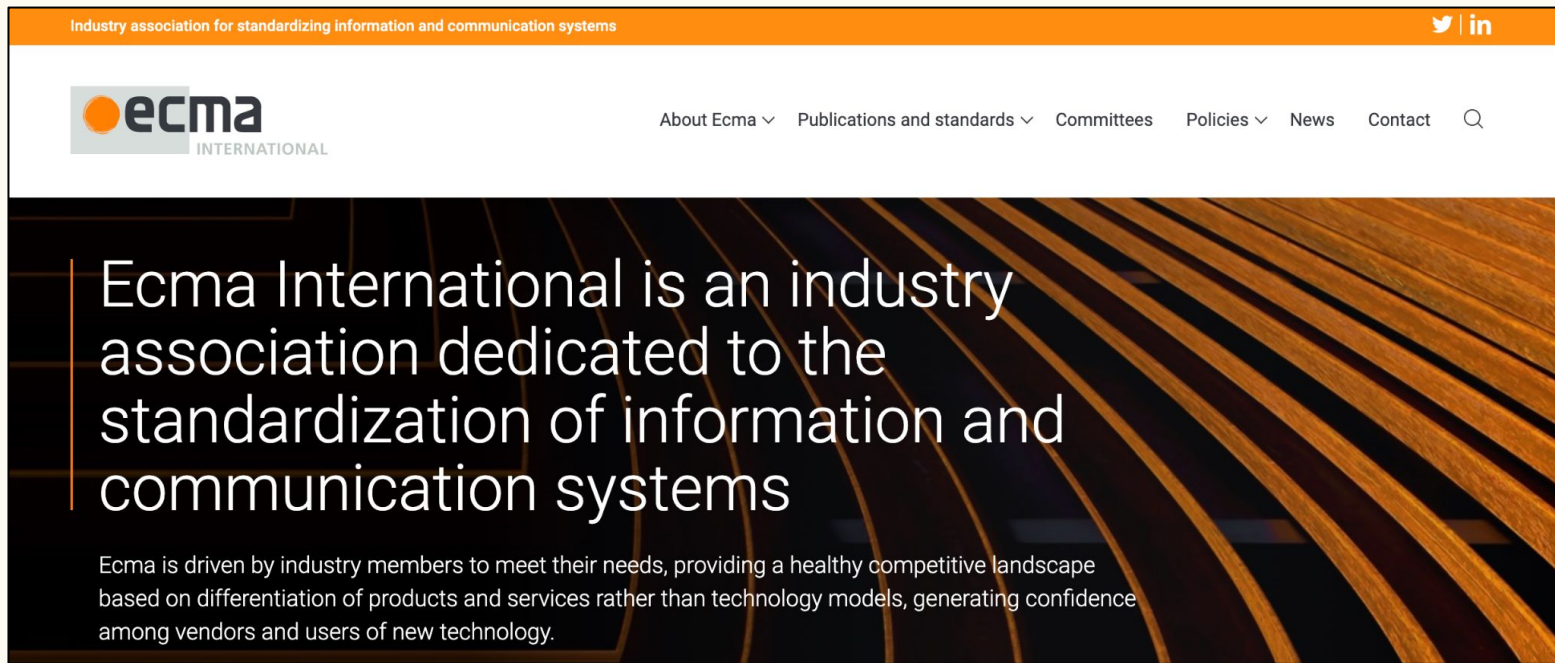 Industry association for standardizing information and communication systems
in
ecma
INTERNATIONAL
About Ecma Publications and standards Committees Policies News Contact
Ecma International is an industry
association dedicated to the
standardization of information and
communication systems
Ecma is driven by industry members to meet their needs, providing a healthy competitive landscape
based on differentiation of products and services rather than technology models, generating confidence
among vendors and users of new technology.